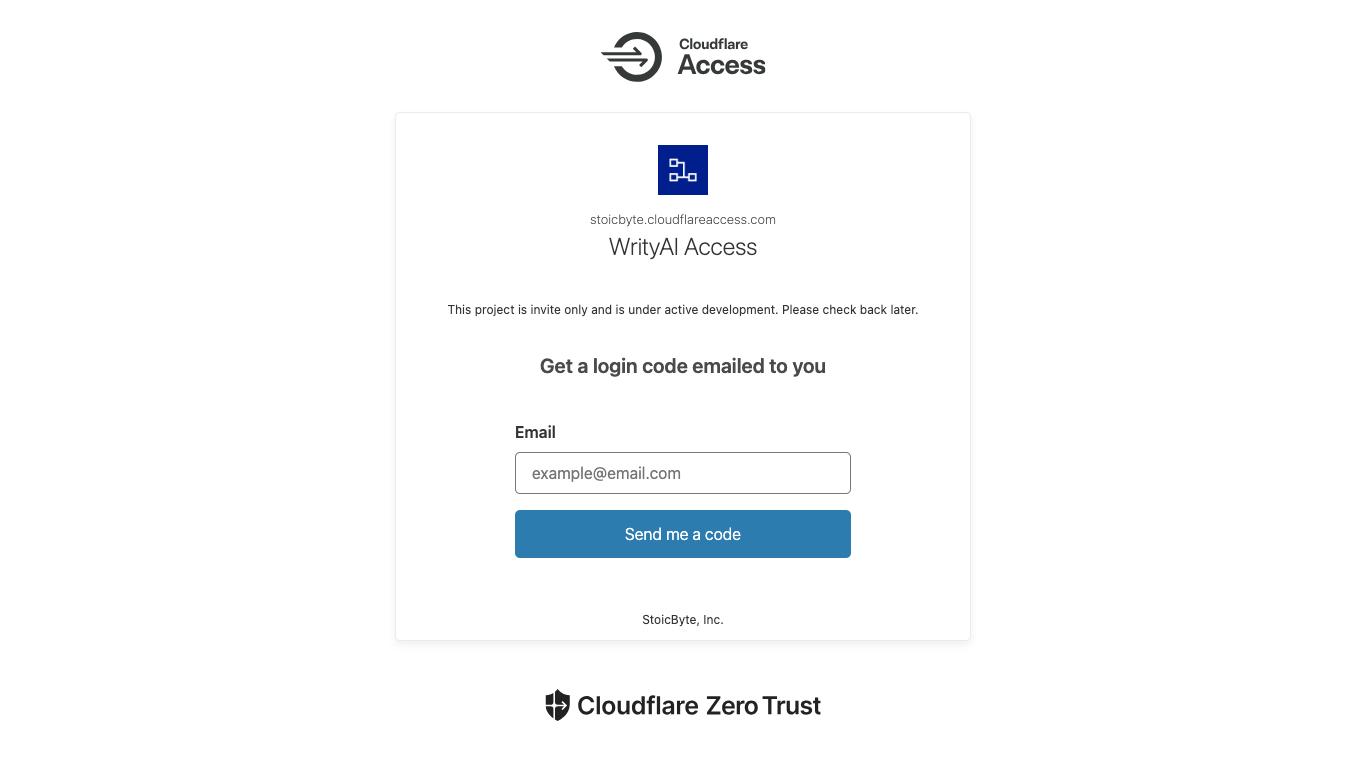 Cloudflare
Access
stoicbyte.cloudflareaccess.com
WrityAI Access
This project is invite only and is under active development. Please check back later.
Get a login code emailed to you
Email
example@email.com
Send me a code
StoicByte, Inc.
Cloudflare Zero Trust